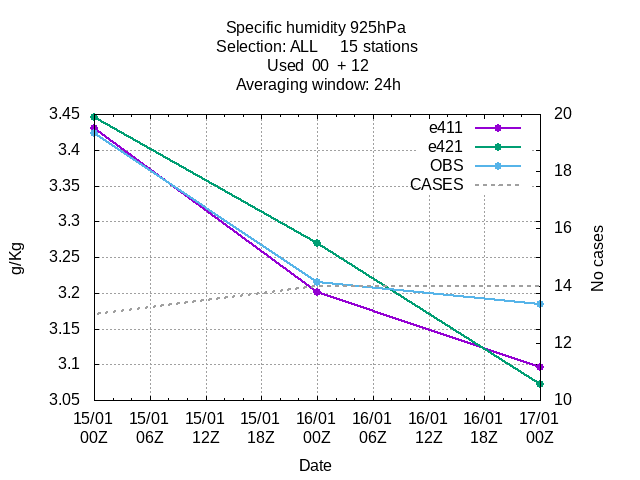 Specific humidity 925hPa
Selection: ALL     15 stations
Used  00  + 12
Averaging window: 24h
g/Kg
3.45
3.4
3.35
3.3
3.25
3.2
3.15
3.1
3.05
e411
e421
OBS
CASES
20
18
16
14
12
10
No cases
15/01 15/01 15/01 15/01 16/01 16/01 16/01 16/01 17/01
00Z 06Z 12Z 18Z 00Z 06Z 12Z 18Z 00Z
Date